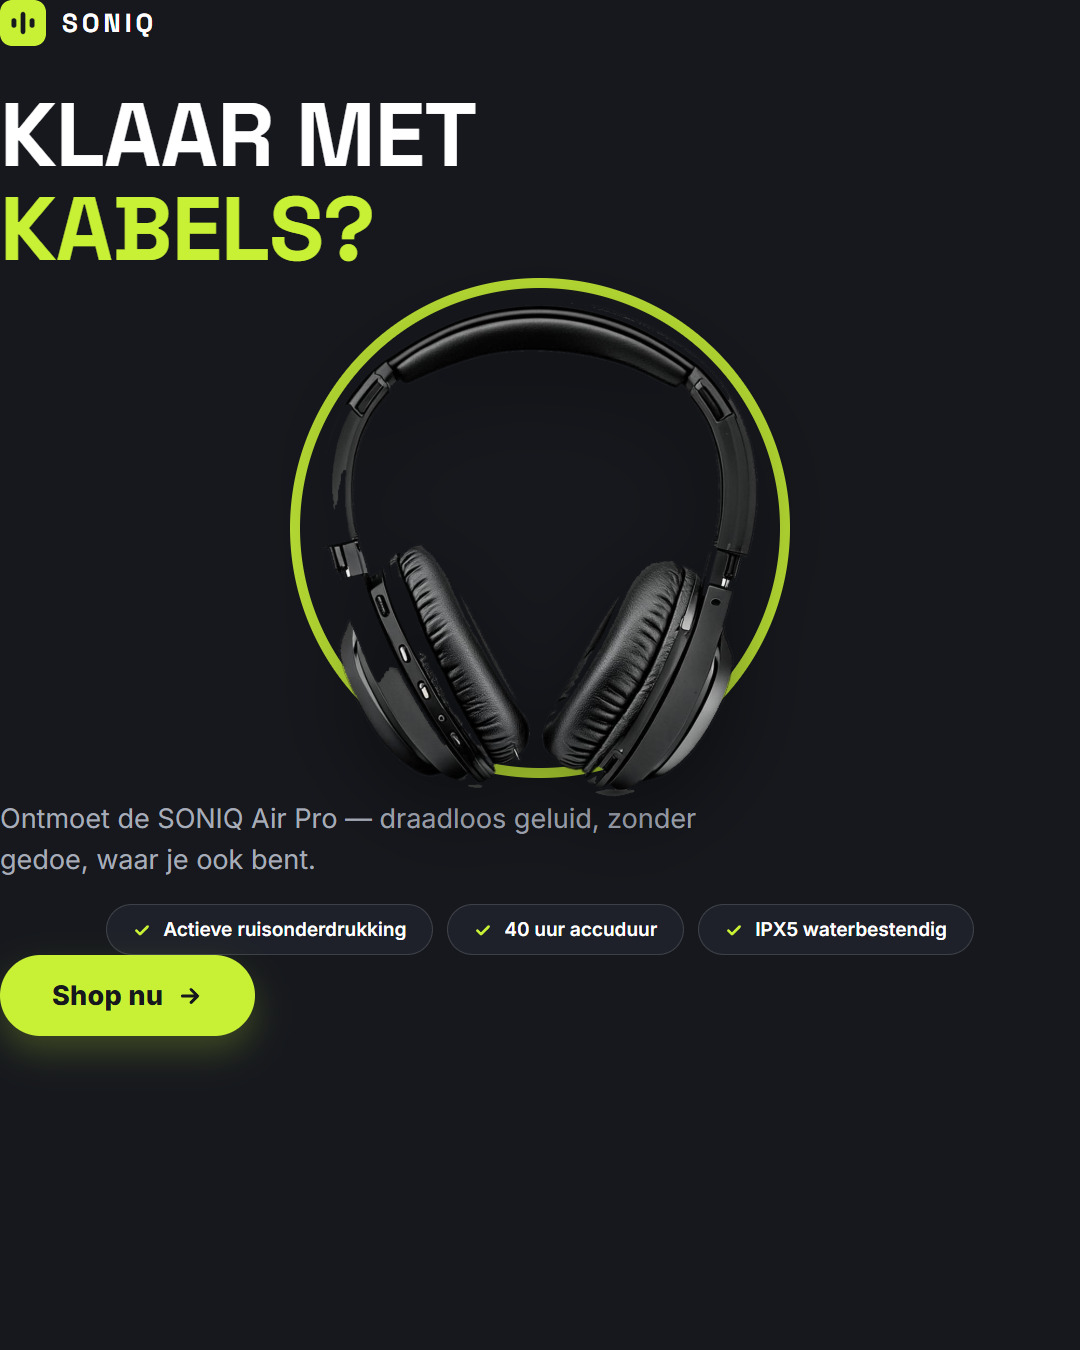 SONIQ
KLAAR MET
KABELS?
Ontmoet de SONIQ Air Pro — draadloos geluid, zonder
gedoe, waar je ook bent.
Actieve ruisonderdrukking
40 uur accuduur
IPX5 waterbestendig
Shop nu →